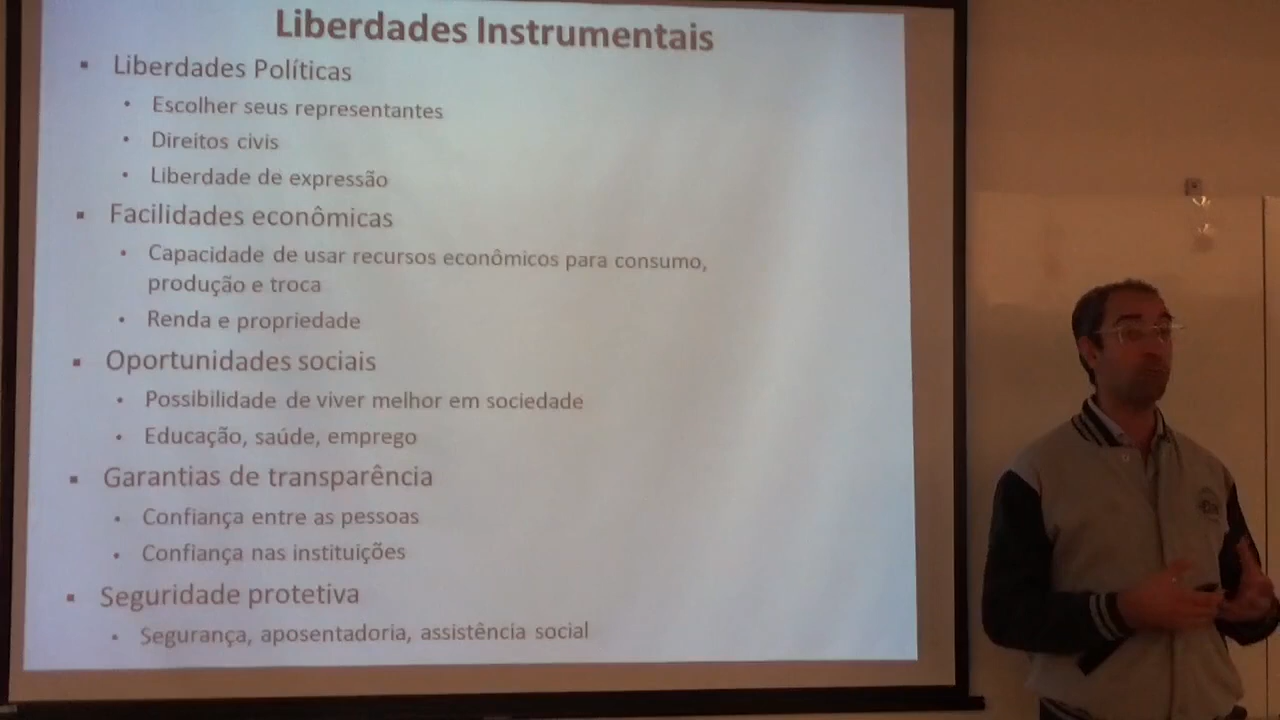 Liberdades Instrumentais
▪ Liberdades Políticas
• Escolher seus representantes
• Direitos civis
• Liberdade de expressão
▪ Facilidades econômicas
• Capacidade de usar recursos econômicos para consumo,
produção e troca
• Renda e propriedade
▪ Oportunidades sociais
• Possibilidade de viver melhor em sociedade
• Educação, saúde, emprego
▪ Garantias de transparência
• Confiança entre as pessoas
• Confiança nas instituições
▪ Seguridade protetiva
• Segurança, aposentadoria, assistência social